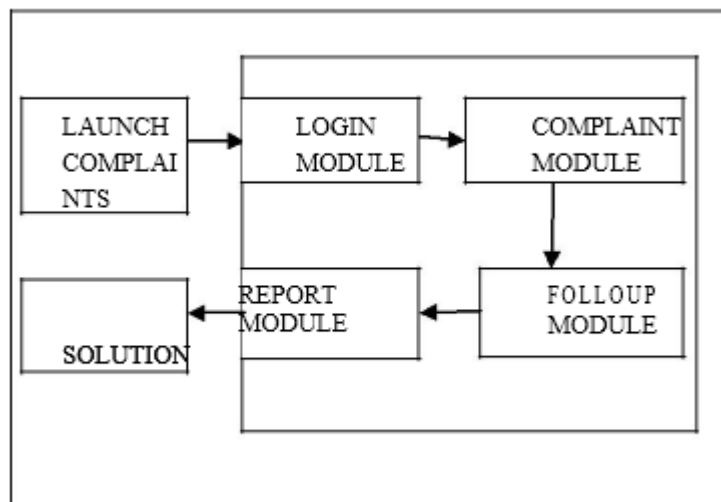 LAUNCH
COMPLAI
NTS
LOGIN
MODULE
COMPLAINT
MODULE
REPORT
MODULE
FOLLOUP
MODULE
SOLUTION